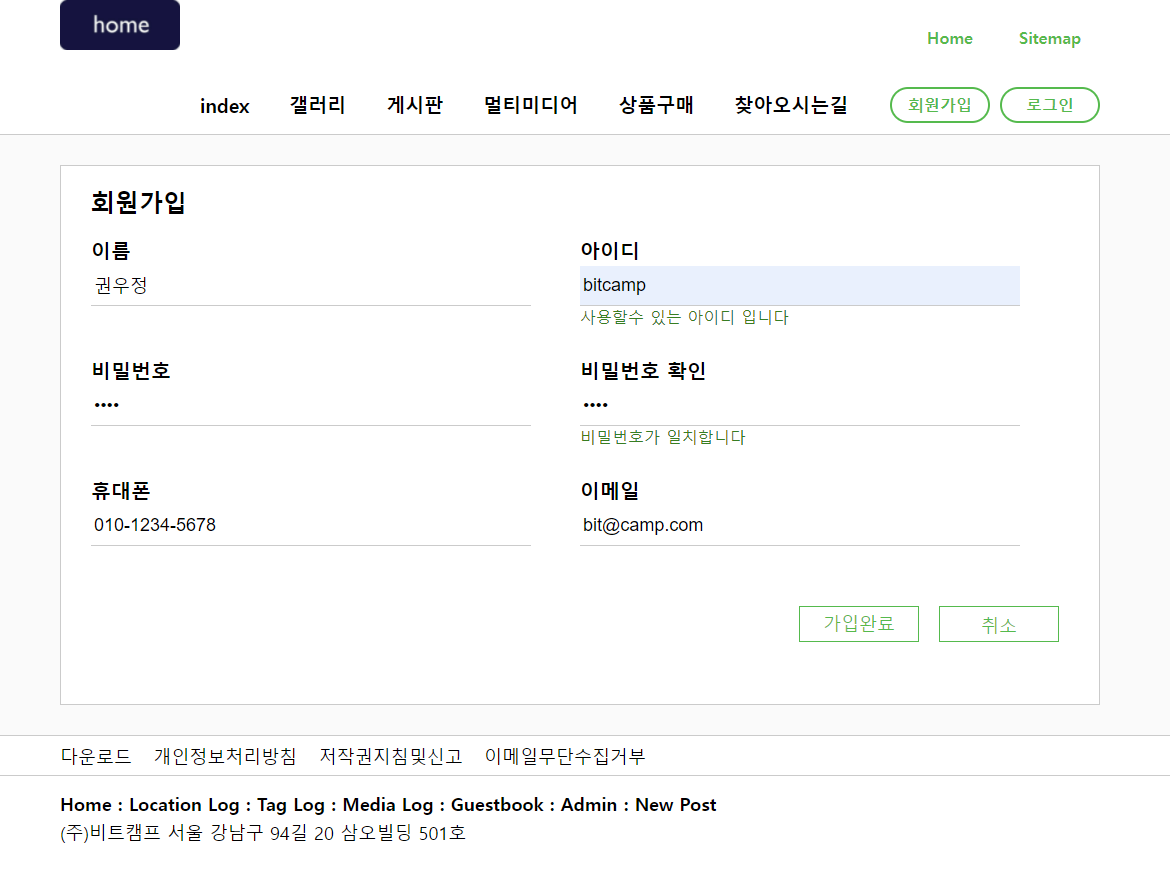 home
Home Sitemap
index 갤러리 게시판 멀티미디어 상품구매 찾아오시는길 회원가입 로그인
회원가입
이름 아이디
권우정 bitcamp
사용할수 있는 아이디 입니다
비밀번호 비밀번호 확인
•••• ••••
비밀번호가 일치합니다
휴대폰 이메일
010-1234-5678 bit@camp.com
가입완료 취소
다운로드 개인정보처리방침 저작권지침및신고 이메일무단수집거부
Home : Location Log : Tag Log : Media Log : Guestbook : Admin : New Post
(주)비트캠프 서울 강남구 94길 20 삼오빌딩 501호